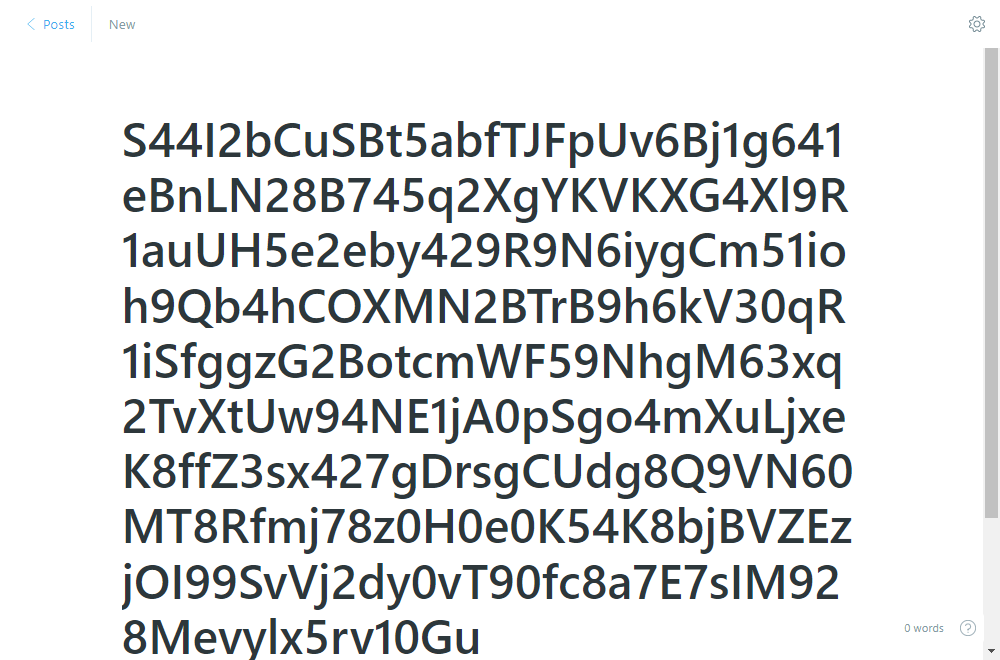 Posts
New
S44I2bCuSBt5abfTJFpUv6Bj1g641
eBnLN28B745q2XgYKVKXG4Xl9R
1auUH5e2eby429R9N6iygCm51io
h9Qb4hCOXMN2BTrB9h6kV30qR
1iSfggzG2BotcmWF59NhgM63xq
2TvXtUw94NE1jA0pSgo4mXuLjxe
K8ffZ3sx427gDrsgCUdg8Q9VN60
MT8Rfmj78z0H0e0K54K8bjBVZEz
jOI99SvVj2dy0vT90fc8a7E7sIM92
8Mevylx5rv10Gu
0 words